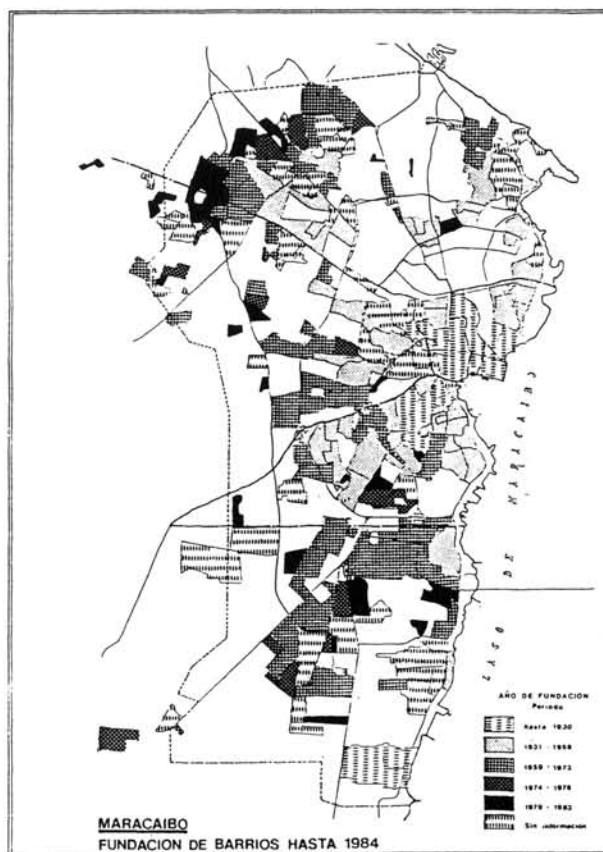 LAGO DE MARACAIBO
AÑO DE FUNDACION
Periodo
hasta 1930
1931 - 1958
1959 - 1973
1974 - 1978
1979 - 1983
Sin información
MARACAIBO
FUNDACION DE BARRIOS HASTA 1984